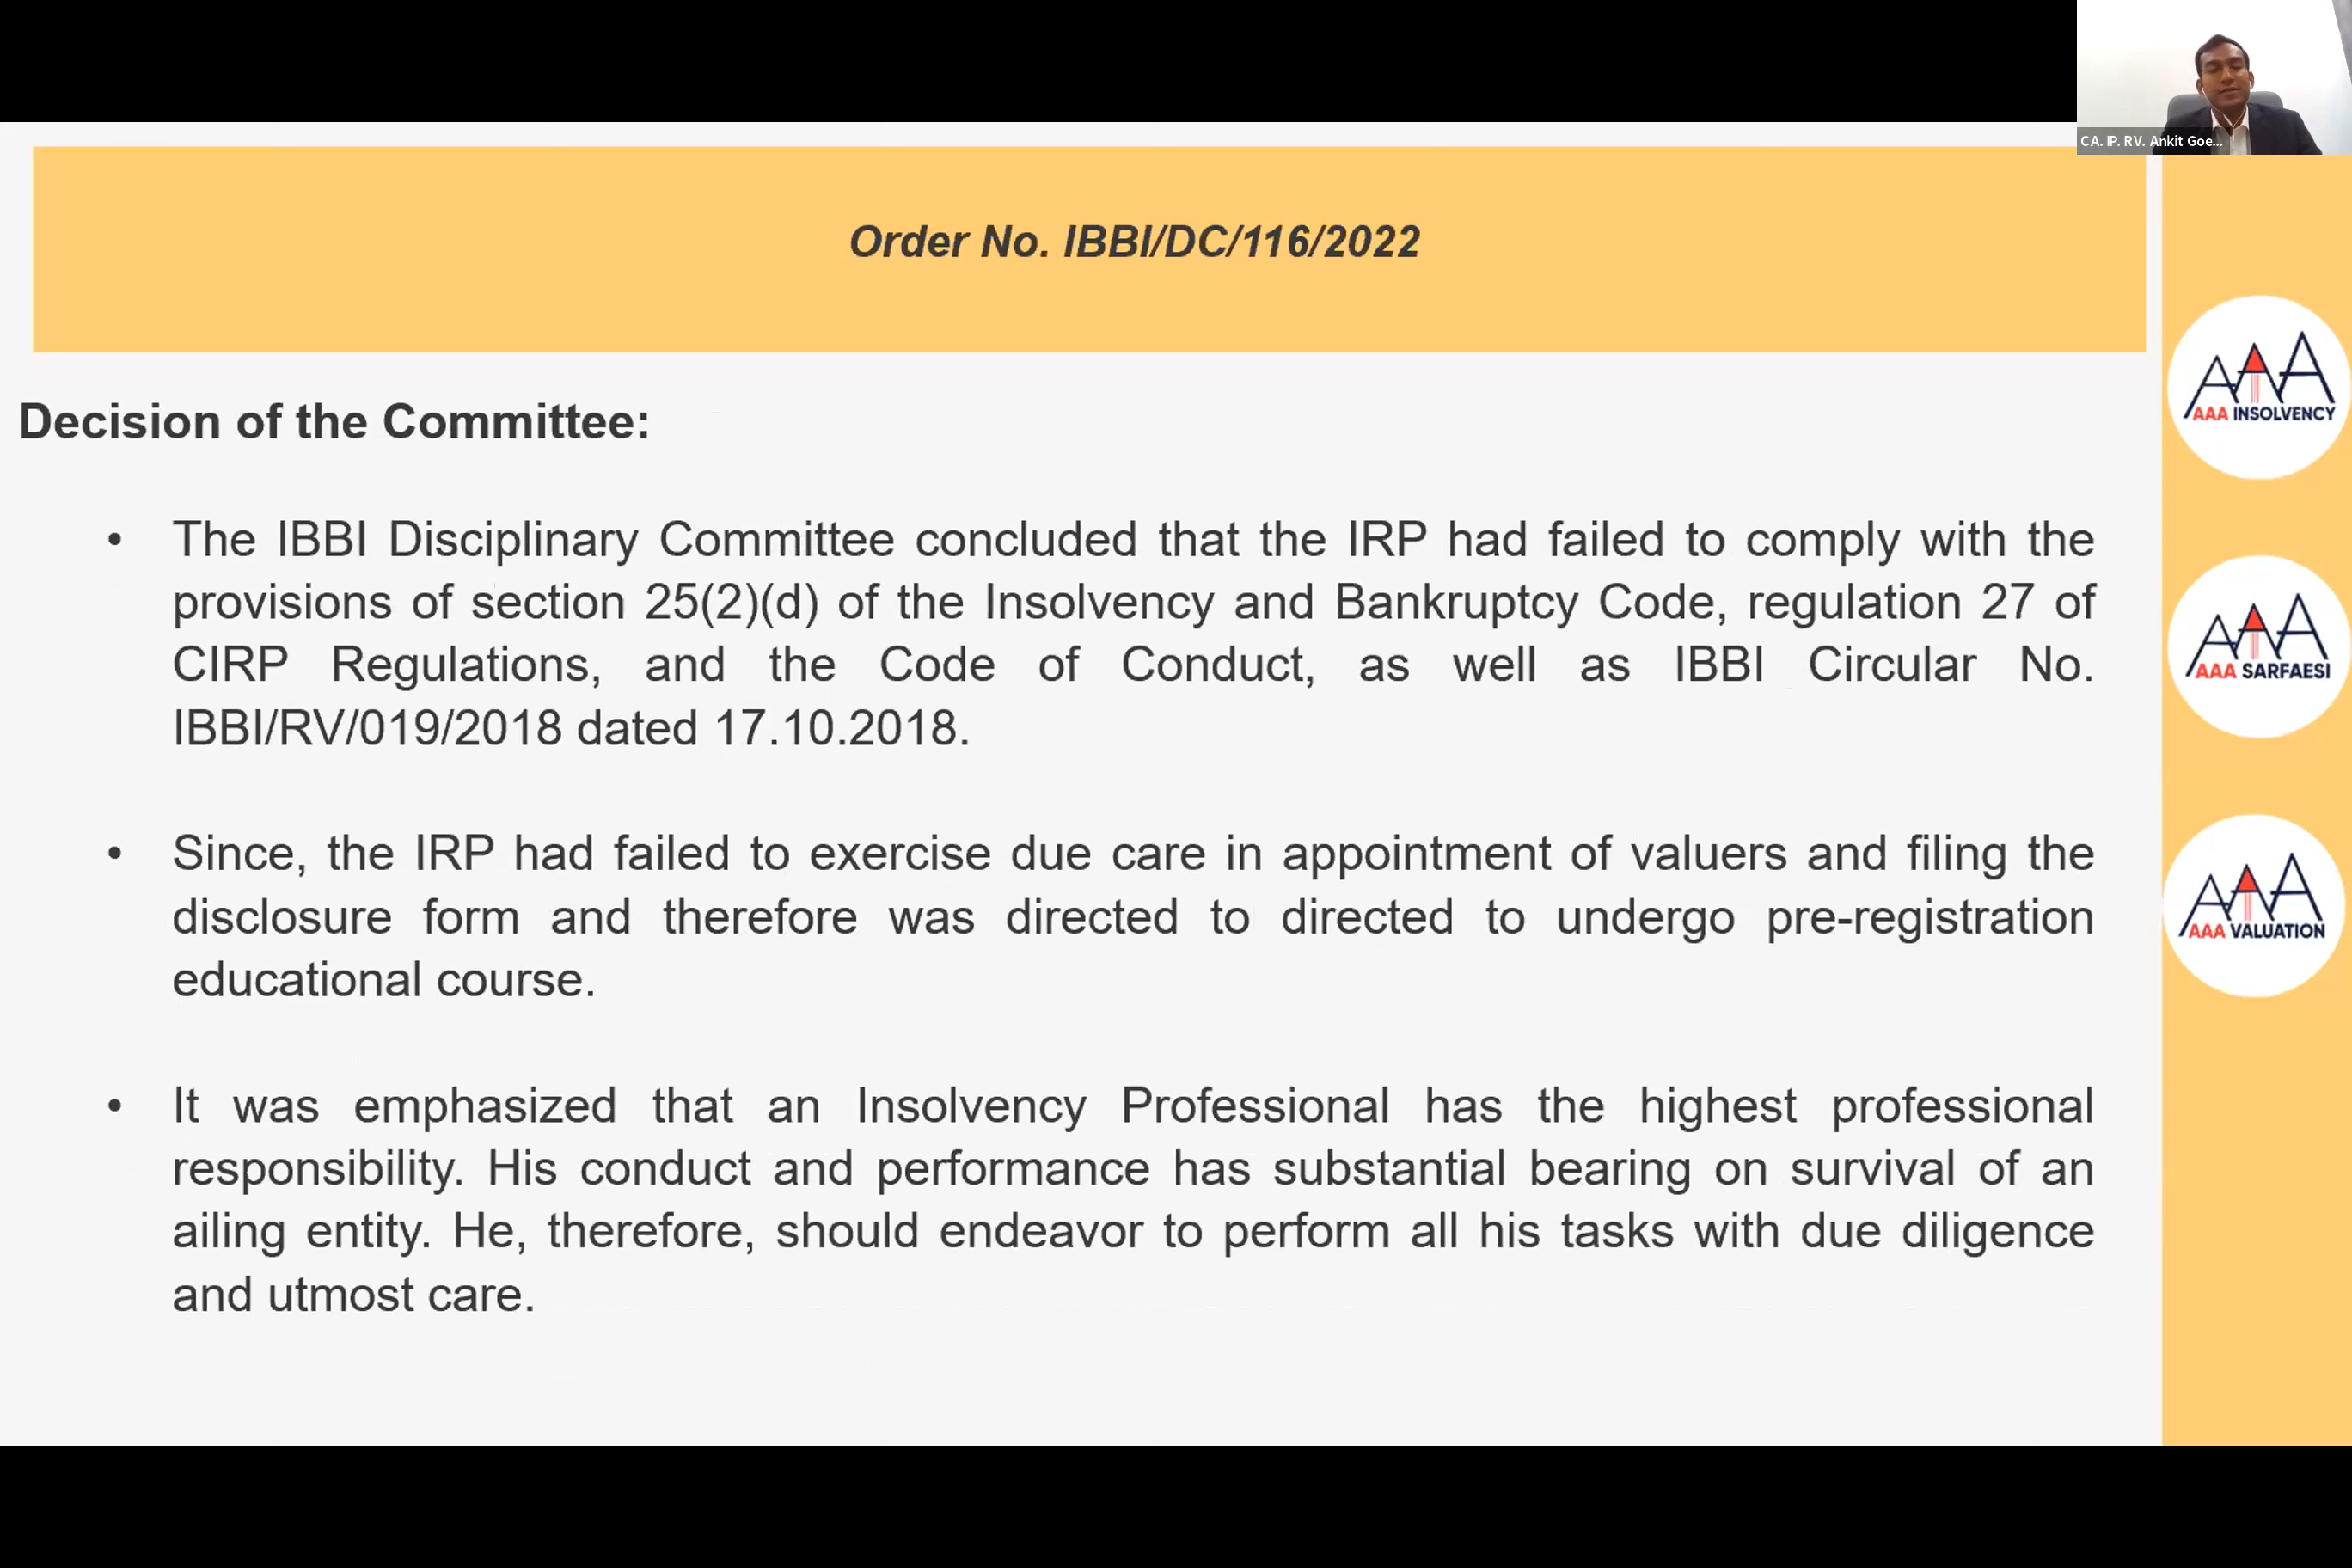 CA. IP. RV. Ankit Goe...
Order No. IBBI/DC/116/2022
Decision of the Committee:
• The IBBI Disciplinary Committee concluded that the IRP had failed to comply with the
provisions of section 25(2)(d) of the Insolvency and Bankruptcy Code, regulation 27 of
CIRP Regulations, and the Code of Conduct, as well as IBBI Circular No.
IBBI/RV/019/2018 dated 17.10.2018.
• Since, the IRP had failed to exercise due care in appointment of valuers and filing the
disclosure form and therefore was directed to directed to undergo pre-registration
educational course.
• It was emphasized that an Insolvency Professional has the highest professional
responsibility. His conduct and performance has substantial bearing on survival of an
ailing entity. He, therefore, should endeavor to perform all his tasks with due diligence
and utmost care.
AAA
AAA INSOLVENCY
AAA
AAA SARFAESI
AAA
AAA VALUATION